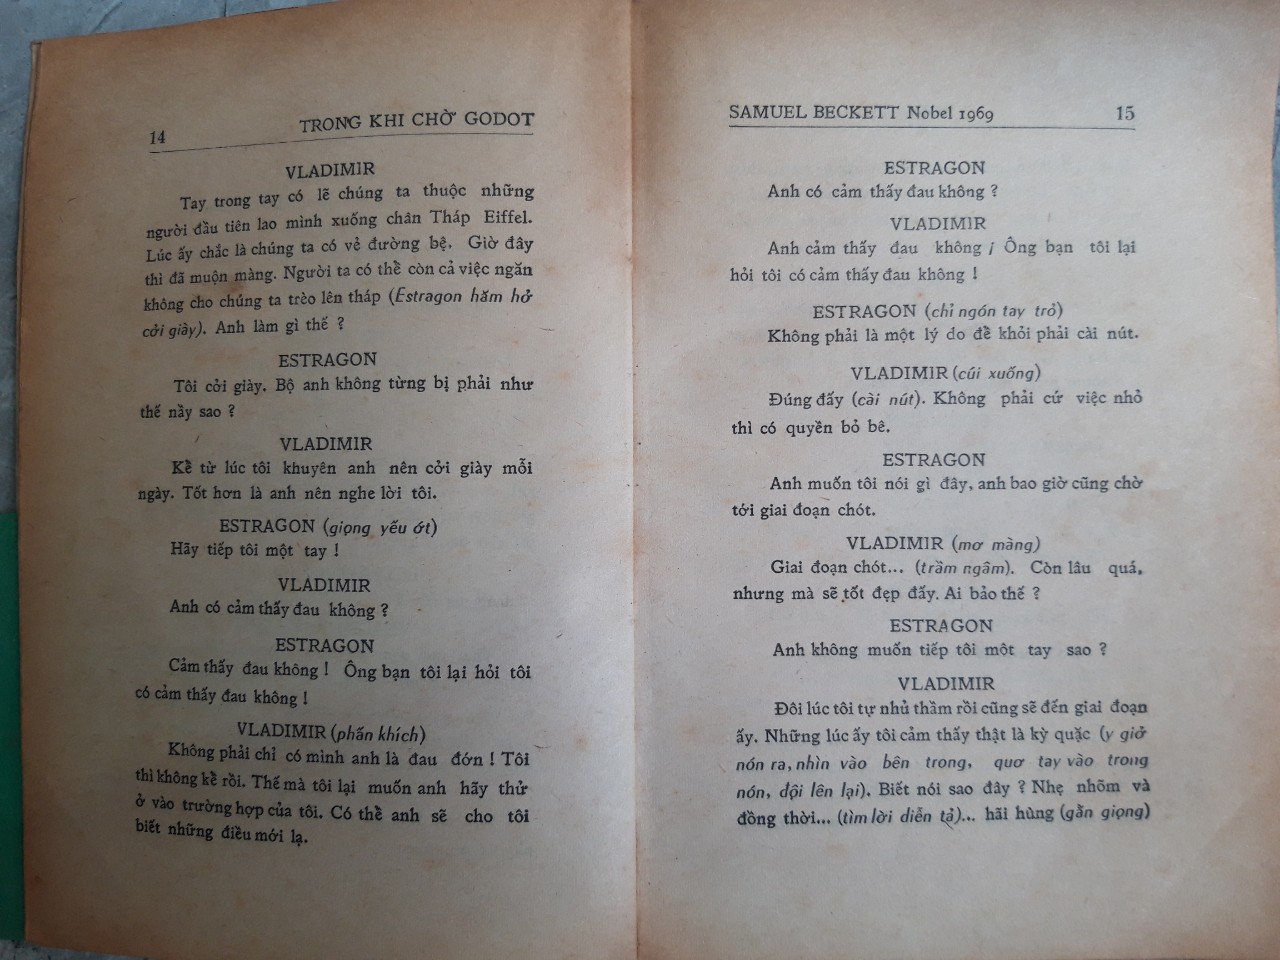 14 TRONG KHI CHỜ GODOT
VLADIMIR
Tay trong tay có lẽ chúng ta thuộc những
người đầu tiên lao mình xuống chân Tháp Eiffel.
Lúc ấy chắc là chúng ta có vẻ đường bệ. Giờ đây
thì đã muộn màng. Người ta có thể còn cả việc ngăn
không cho chúng ta trèo lên tháp (Estragon hăm hở
cởi giày). Anh làm gì thế ?
ESTRAGON
Tôi cởi giày. Bộ anh không từng bị phải như
thế nầy sao ?
VLADIMIR
Kể từ lúc tôi khuyên anh nên cởi giày mỗi
ngày. Tốt hơn là anh nên nghe lời tôi.
ESTRAGON (giọng yếu ớt)
Hãy tiếp tôi một tay !
VLADIMIR
Anh có cảm thấy đau không ?
ESTRAGON
Cảm thấy đau không ! Ông bạn tôi lại hỏi tôi
có cảm thấy đau không !
VLADIMIR (phấn khích)
Không phải chỉ có mình anh là đau đớn ! Tôi
thì không kể rồi. Thế mà tôi lại muốn anh hãy thử
ở vào trường hợp của tôi. Có thể anh sẽ cho tôi
biết những điều mới lạ.
SAMUEL BECKETT Nobel 1969 15
ESTRAGON
Anh có cảm thấy đau không ?
VLADIMIR
Anh cảm thấy đau không ¡ Ông bạn tôi lại
hỏi tôi có cảm thấy đau không !
ESTRAGON (chỉ ngón tay trỏ)
Không phải là một lý do để khỏi phải cài nút.
VLADIMIR (cúi xuống)
Đúng đấy (cài nút). Không phải cứ việc nhỏ
thì có quyền bỏ bê.
ESTRAGON
Anh muốn tôi nói gì đây, anh bao giờ cũng chờ
tới giai đoạn chót.
VLADIMIR (mơ màng)
Giai đoạn chót... (trầm ngâm). Còn lâu quá,
nhưng mà sẽ tốt đẹp đấy. Ai bảo thế ?
ESTRAGON
Anh không muốn tiếp tôi một tay sao ?
VLADIMIR
Đôi lúc tôi tự nhủ thầm rồi cũng sẽ đến giai đoạn
ấy. Những lúc ấy tôi cảm thấy thật là kỳ quặc (y giở
nón ra, nhìn vào bên trong, quơ tay vào trong
nón, đội lên lại). Biết nói sao đây ? Nhẹ nhõm và
đồng thời... (tìm lời diễn tả)... hãi hùng (gằn giọng)